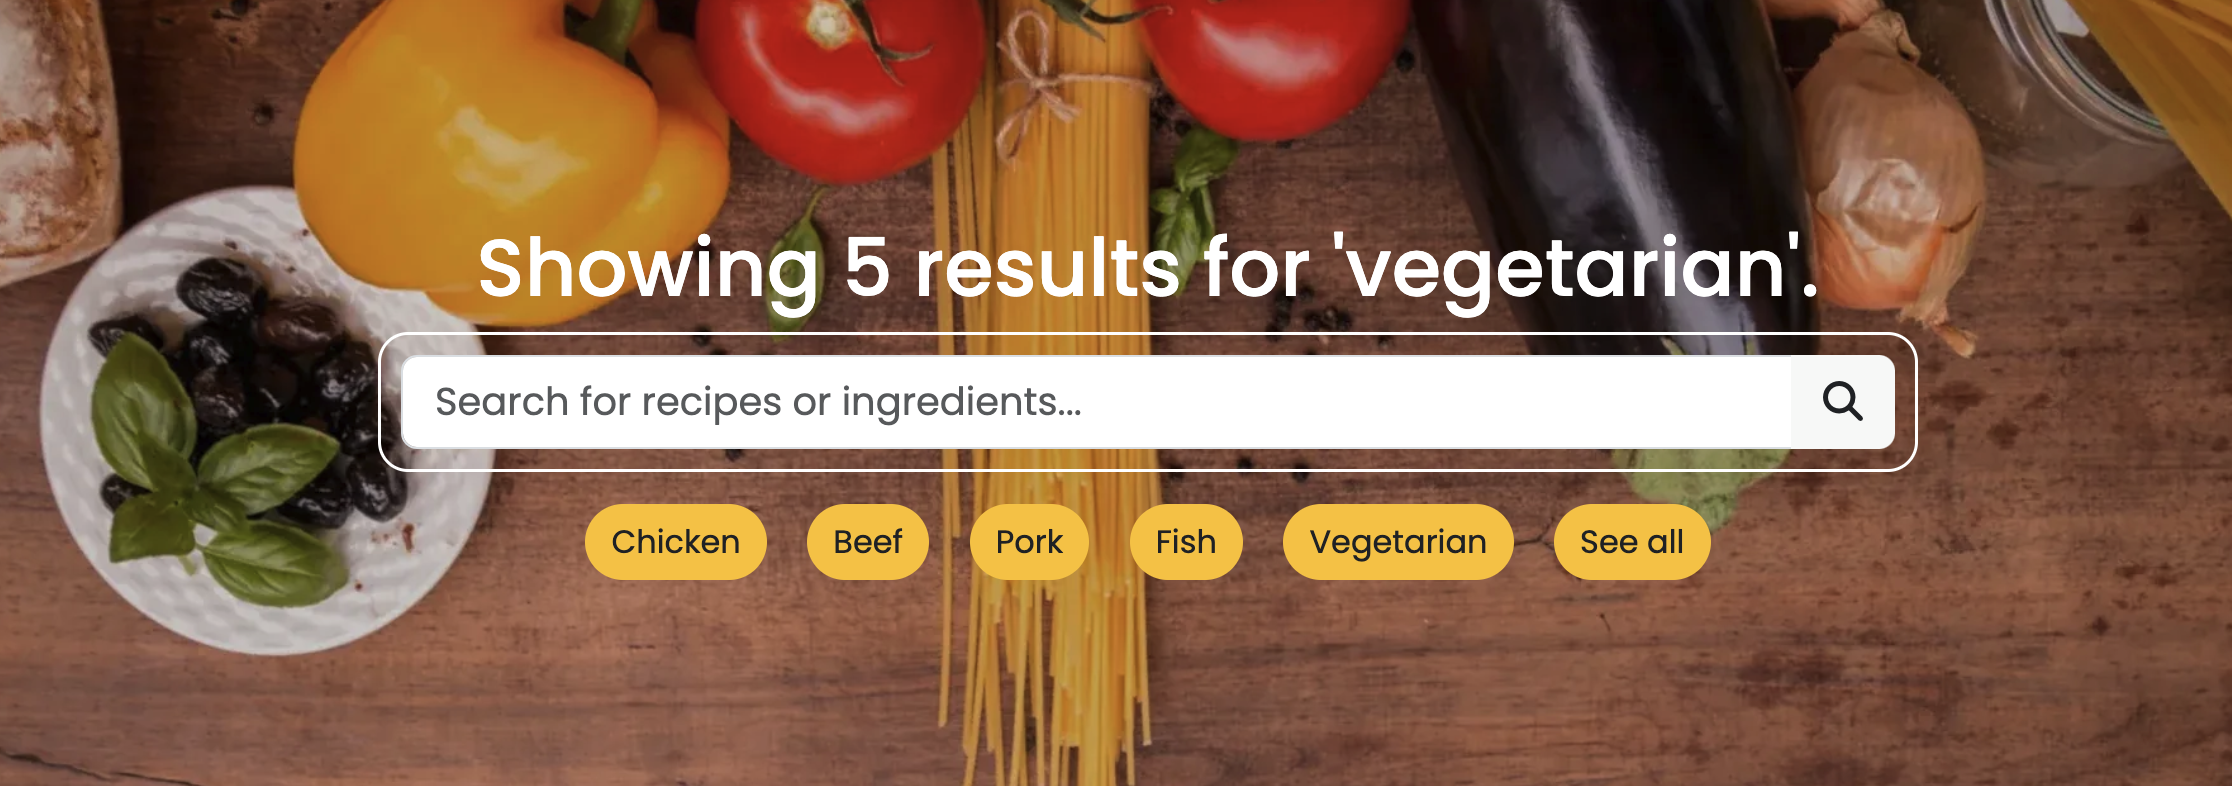 Showing 5 results for 'vegetarian'.
Search for recipes or ingredients...
Chicken Beef Pork Fish Vegetarian See all